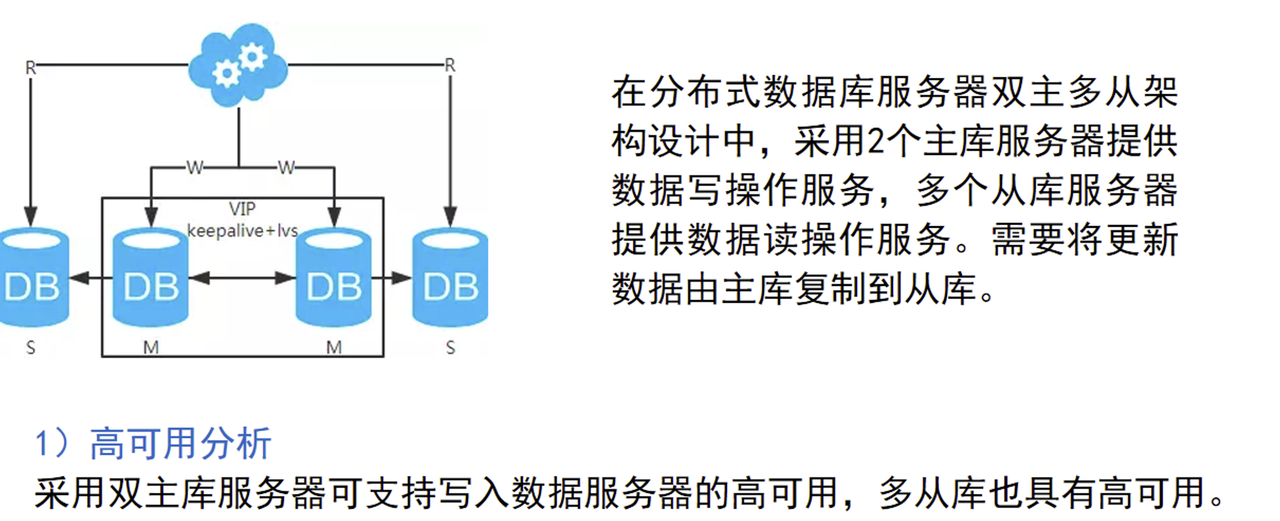 R
R
W
W
VIP
keepalive+lvs
DB
DB
DB
DB
S
M
M
S
在分布式数据库服务器双主多从架
构设计中，采用2个主库服务器提供
数据写操作服务，多个从库服务器
提供数据读操作服务。需要将更新
数据由主库复制到从库。
1）高可用分析
采用双主库服务器可支持写入数据服务器的高可用，多从库也具有高可用。